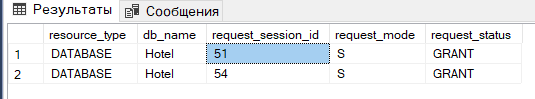 Результаты Сообщения
resource_type db_name request_session_id request_mode request_status
1 DATABASE Hotel 51 S GRANT
2 DATABASE Hotel 54 S GRANT